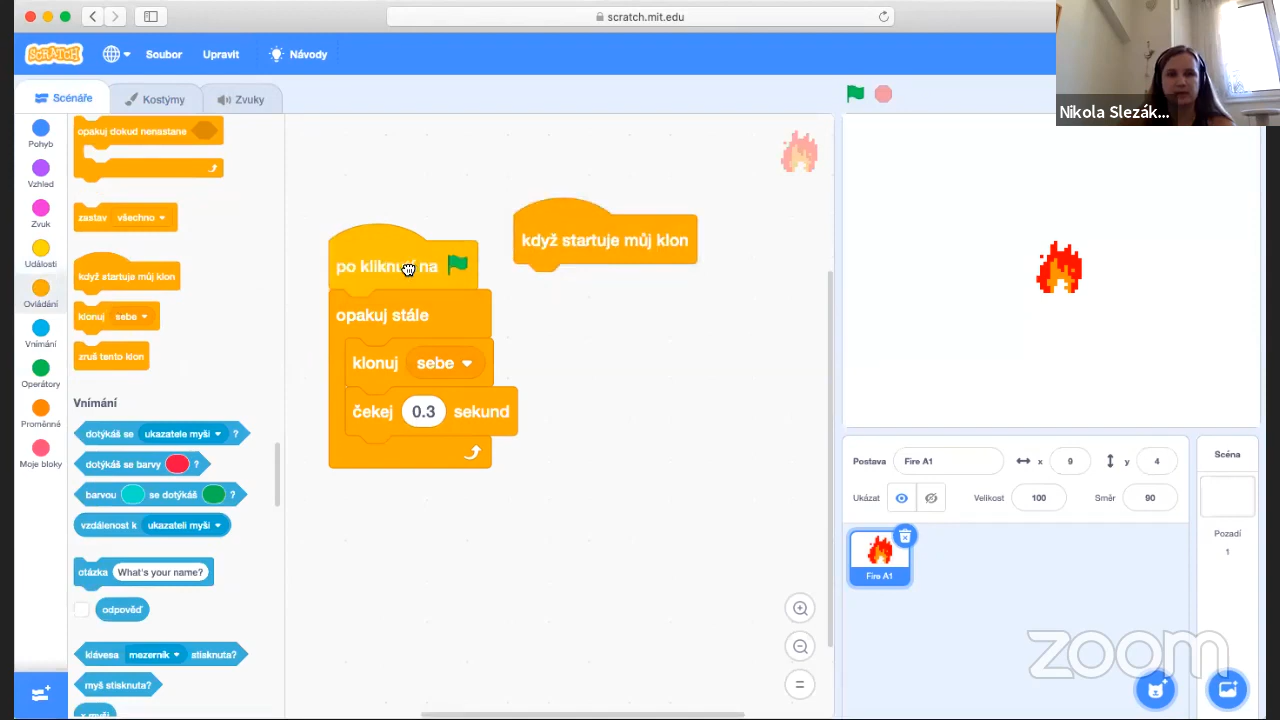 scratch.mit.edu
SCRATCH
Soubor
Upravit
Návody
Nikola Slezák...
Scénáře
Kostýmy
Zvuky
Pohyb
Vzhled
Zvuk
Události
Ovládání
Vnímání
Operátory
Proměnné
Moje bloky
opakuj dokud nenastane
zastav všechno
když startuje můj klon
klonuj sebe
zruš tento klon
Vnímání
dotýkáš se ukazatele myši ?
dotýkáš se barvy ?
barvou se dotýkáš ?
vzdálenost k ukazateli myši
otázka What's your name?
odpověď
klávesa mezerník stisknuta?
myš stisknuta?
x myši
po kliknutí na
opakuj stále
klonuj sebe
čekej 0.3 sekund
když startuje můj klon
Postava Fire A1 x 9 y 4
Ukázat Velikost 100 Směr 90
Fire A1
Scéna
Pozadí
1
zoom